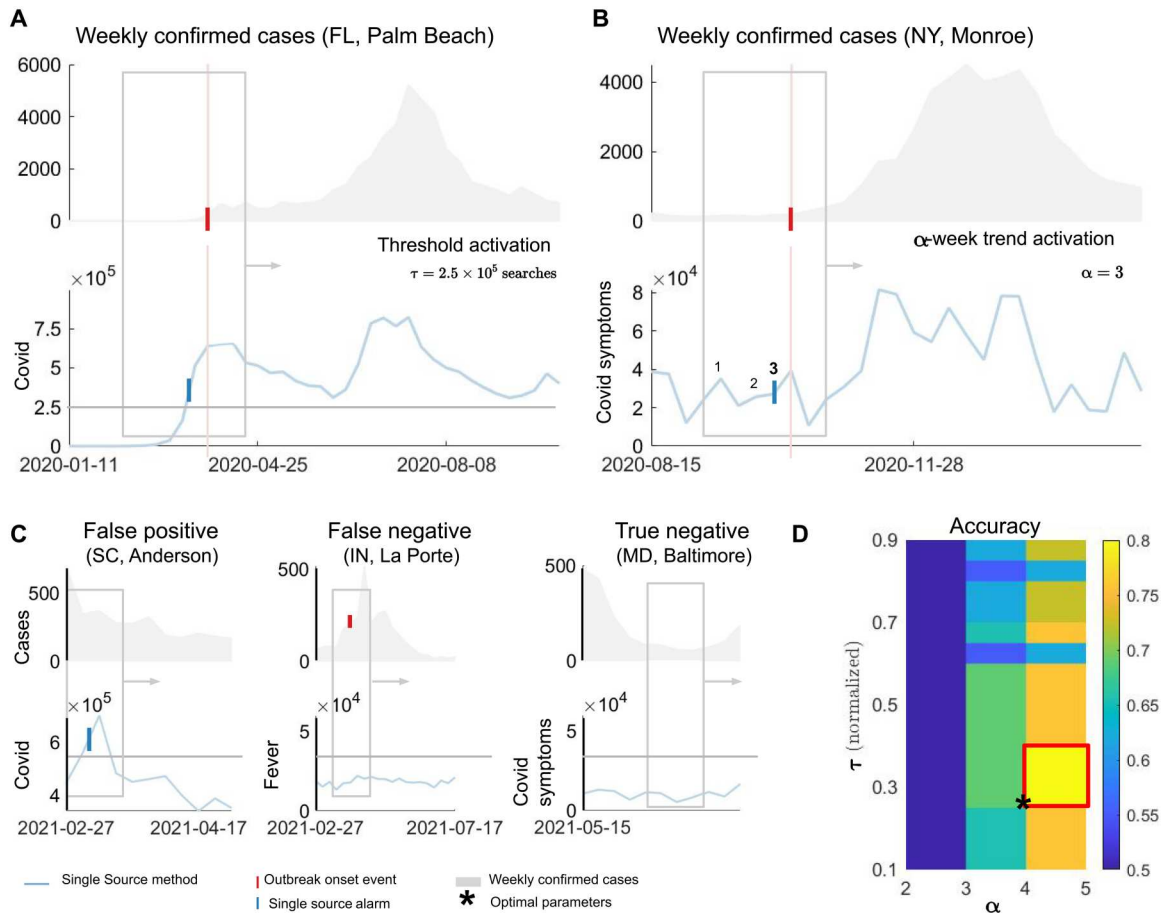 A
Weekly confirmed cases (FL, Palm Beach)
6000
4000
2000
0
Threshold activation
τ = 2.5 × 10⁵ searches
×10⁵
7.5
5
2.5
0
Covid
2020-01-11
2020-04-25
2020-08-08
B
Weekly confirmed cases (NY, Monroe)
4000
2000
0
α-week trend activation
α = 3
×10⁴
8
6
4
2
0
Covid symptoms
1
2
3
2020-08-15
2020-11-28
C
False positive
(SC, Anderson)
500
0
Cases
×10⁵
6
4
Covid
2021-02-27
2021-04-17
False negative
(IN, La Porte)
500
0
×10⁴
5
0
Fever
2021-02-27
2021-07-17
True negative
(MD, Baltimore)
500
0
×10⁴
5
0
Covid
symptoms
2021-05-15
D
Accuracy
0.9
0.7
0.5
0.3
0.1
τ (normalized)
2
3
4
5
α
*
0.8
0.75
0.7
0.65
0.6
0.55
0.5
Single Source method
Outbreak onset event
Single source alarm
Weekly confirmed cases
* Optimal parameters